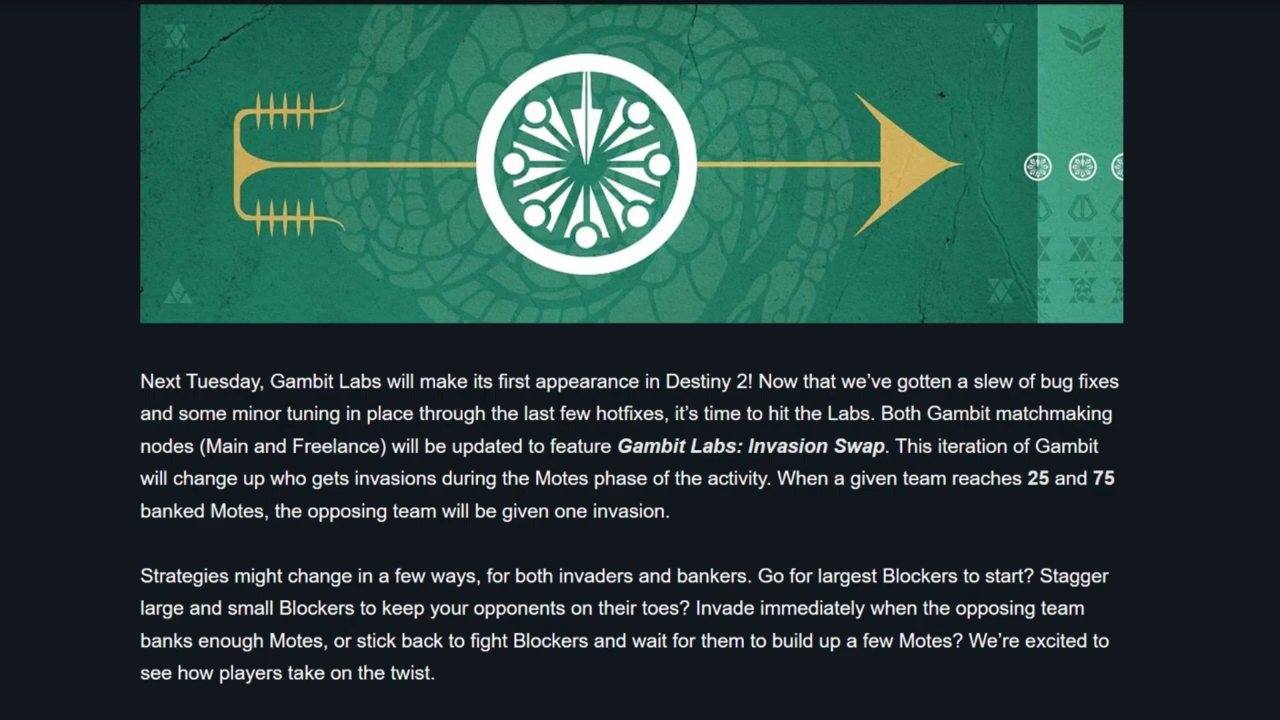 Next Tuesday, Gambit Labs will make its first appearance in Destiny 2! Now that we’ve gotten a slew of bug fixes
and some minor tuning in place through the last few hotfixes, it’s time to hit the Labs. Both Gambit matchmaking
nodes (Main and Freelance) will be updated to feature Gambit Labs: Invasion Swap. This iteration of Gambit
will change up who gets invasions during the Motes phase of the activity. When a given team reaches 25 and 75
banked Motes, the opposing team will be given one invasion.
Strategies might change in a few ways, for both invaders and bankers. Go for largest Blockers to start? Stagger
large and small Blockers to keep your opponents on their toes? Invade immediately when the opposing team
banks enough Motes, or stick back to fight Blockers and wait for them to build up a few Motes? We’re excited to
see how players take on the twist.